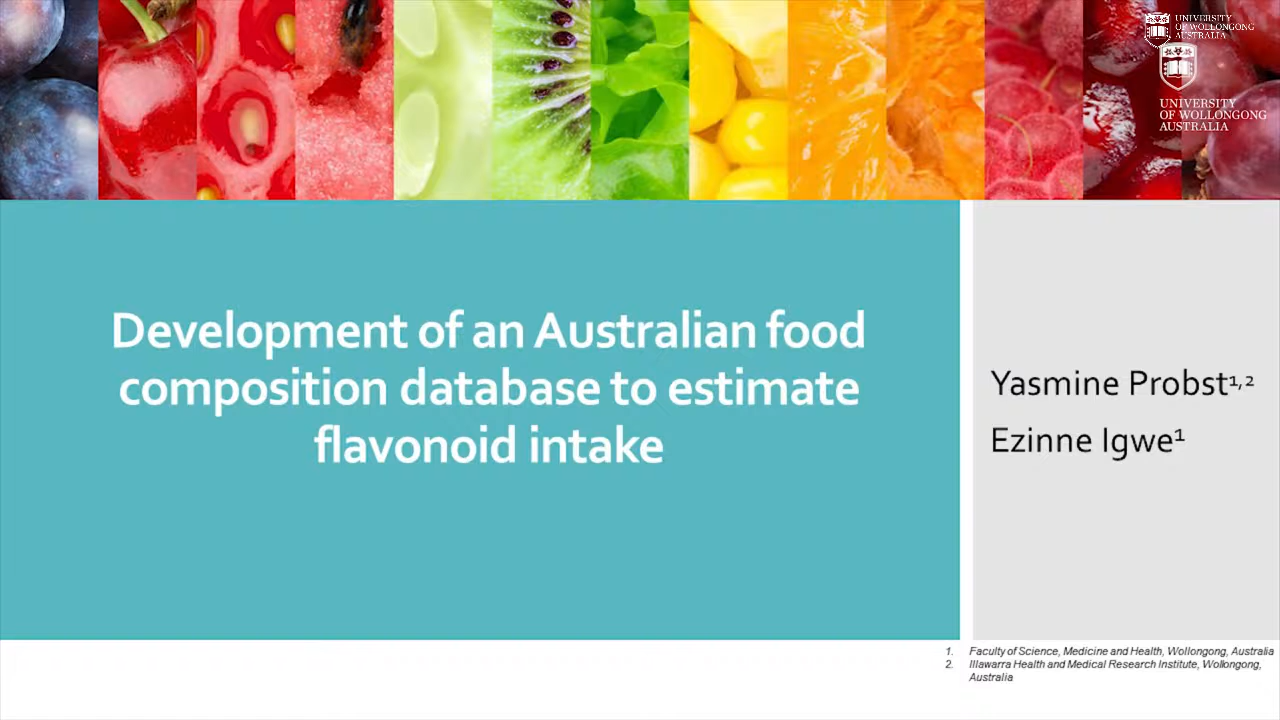 UNIVERSITY
OF WOLLONGONG
AUSTRALIA
UNIVERSITY
OF WOLLONGONG
AUSTRALIA
Development of an Australian food
composition database to estimate
flavonoid intake
Yasmine Probst1,2
Ezinne Igwe1
1. Faculty of Science, Medicine and Health, Wollongong, Australia
2. Illawarra Health and Medical Research Institute, Wollongong,
Australia